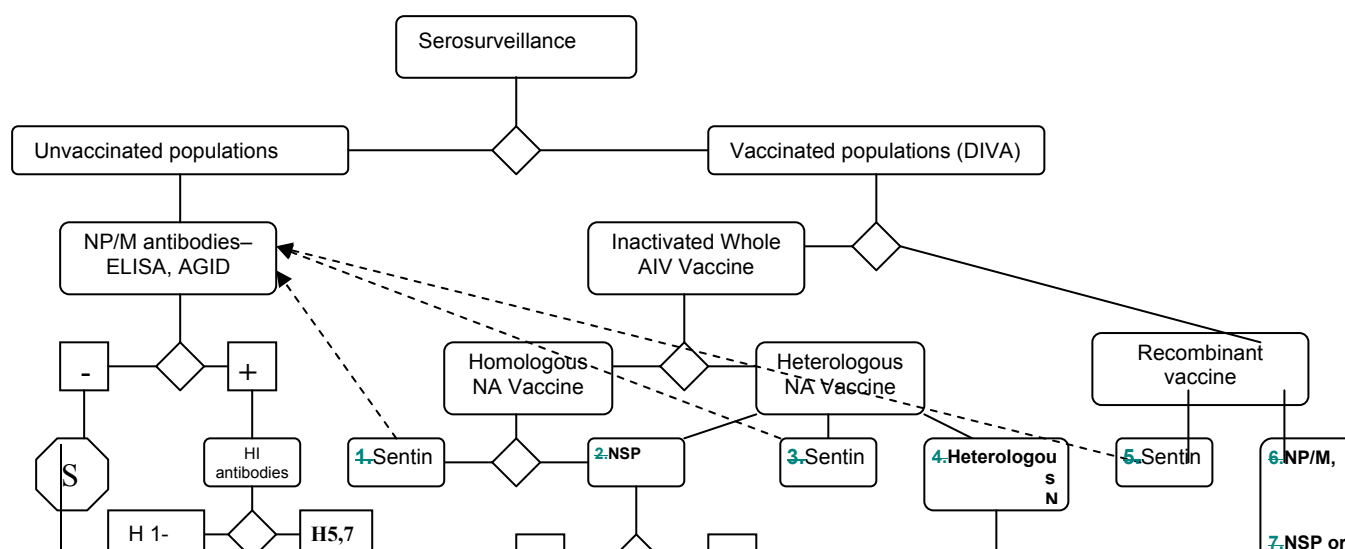 Serosurveillance
Unvaccinated populations
Vaccinated populations (DIVA)
NP/M antibodies–
ELISA, AGID
Inactivated Whole
AIV Vaccine
-
+
Homologous
NA Vaccine
Heterologous
NA Vaccine
Recombinant
vaccine
S
HI
antibodies
1.Sentin
2.NSP
3.Sentin
4.Heterologou
s
N
5.Sentin
6.NP/M,
7.NSP or
H 1-
H5,7